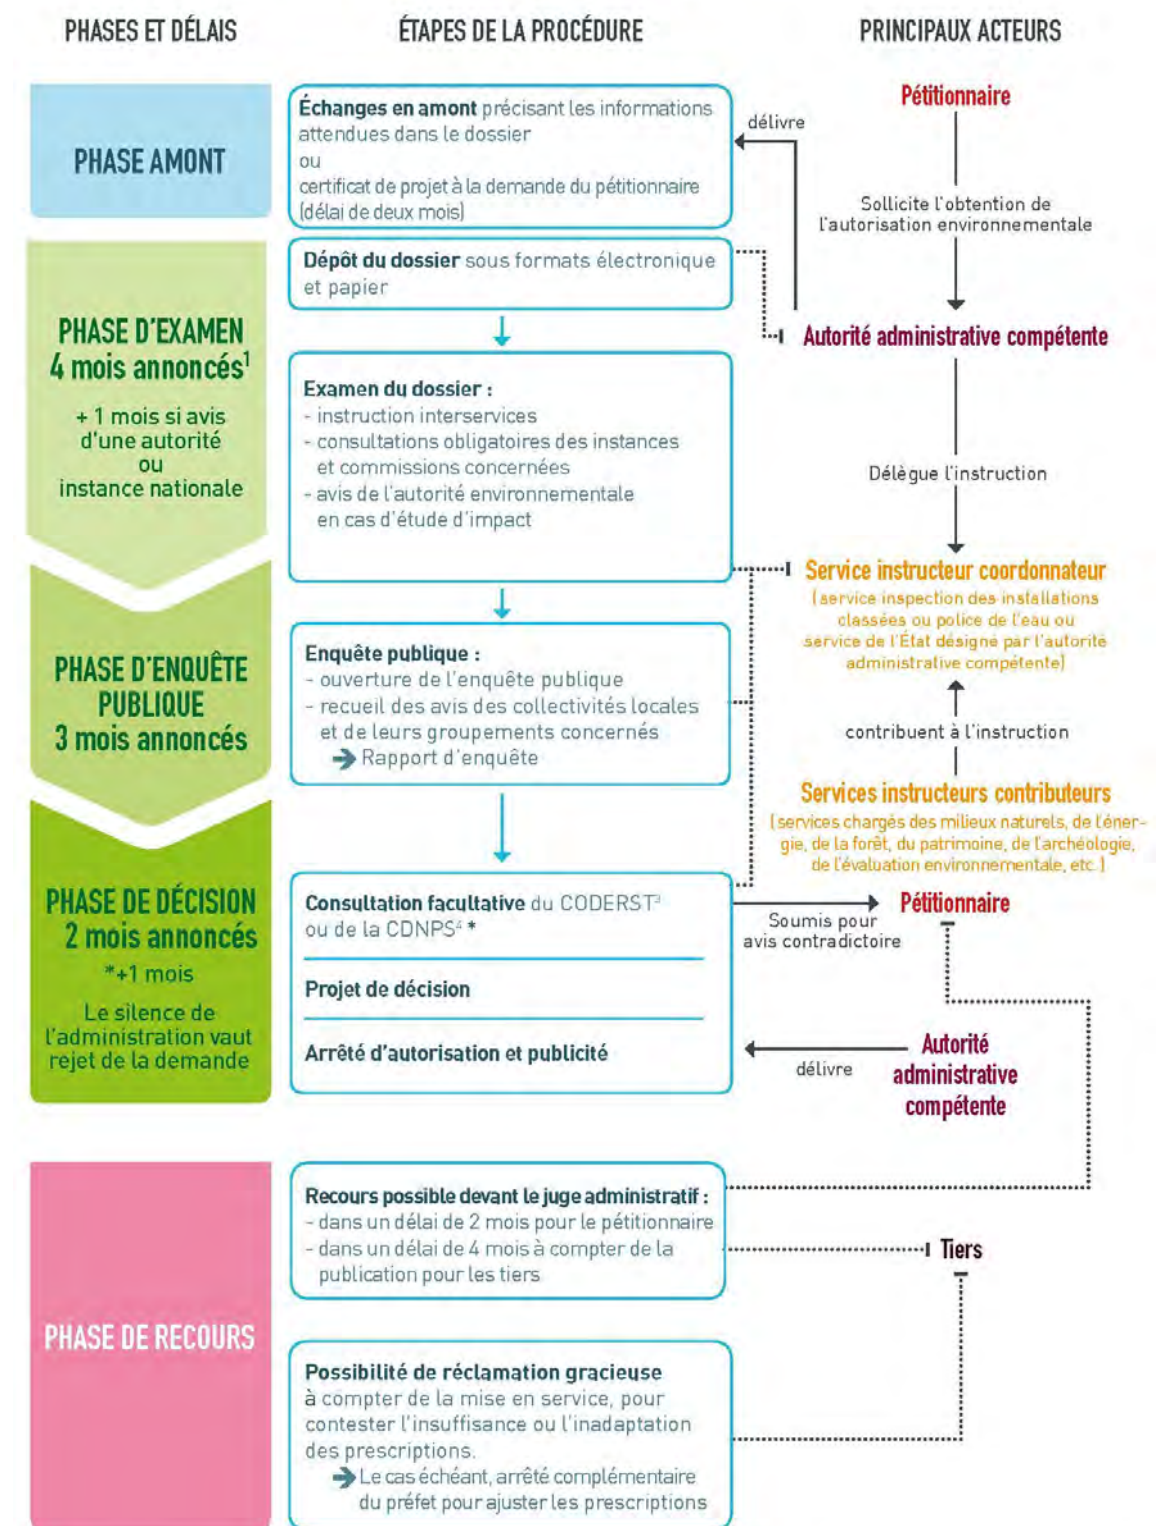 PHASES ET DÉLAIS
ÉTAPES DE LA PROCÉDURE
PRINCIPAUX ACTEURS
PHASE AMONT
Échanges en amont précisant les informations
attendues dans le dossier
ou
certificat de projet à la demande du pétitionnaire
(délai de deux mois)
délivre
Pétitionnaire
Sollicite l'obtention de
l'autorisation environnementale
PHASE D'EXAMEN
4 mois annoncés¹
+ 1 mois si avis
d'une autorité
ou
instance nationale
Dépôt du dossier sous formats électronique
et papier
Autorité administrative compétente
Examen du dossier :
- instruction interservices
- consultations obligatoires des instances
et commissions concernées
- avis de l'autorité environnementale
en cas d'étude d'impact
Délègue l'instruction
Service instructeur coordonnateur
(service inspection des installations
classées ou police de l'eau ou
service de l'État désigné par l'autorité
administrative compétente)
PHASE D'ENQUÊTE
PUBLIQUE
3 mois annoncés
Enquête publique :
- ouverture de l'enquête publique
- recueil des avis des collectivités locales
et de leurs groupements concernés
➔ Rapport d'enquête
contribuent à l'instruction
Services instructeurs contributeurs
(services chargés des milieux naturels, de l'éner-
gie, de la forêt, du patrimoine, de l'archéologie,
de l'évaluation environnementale, etc.)
PHASE DE DÉCISION
2 mois annoncés
*+1 mois
Le silence de
l'administration vaut
rejet de la demande
Consultation facultative du CODERST³
ou de la CDNPS⁴ *
Projet de décision
Arrêté d'autorisation et publicité
Soumis pour
avis contradictoire
Pétitionnaire
délivre
Autorité
administrative
compétente
PHASE DE RECOURS
Recours possible devant le juge administratif :
- dans un délai de 2 mois pour le pétitionnaire
- dans un délai de 4 mois à compter de la
publication pour les tiers
Tiers
Possibilité de réclamation gracieuse
à compter de la mise en service, pour
contester l'insuffisance ou l'inadaptation
des prescriptions.
➔ Le cas échéant, arrêté complémentaire
du préfet pour ajuster les prescriptions